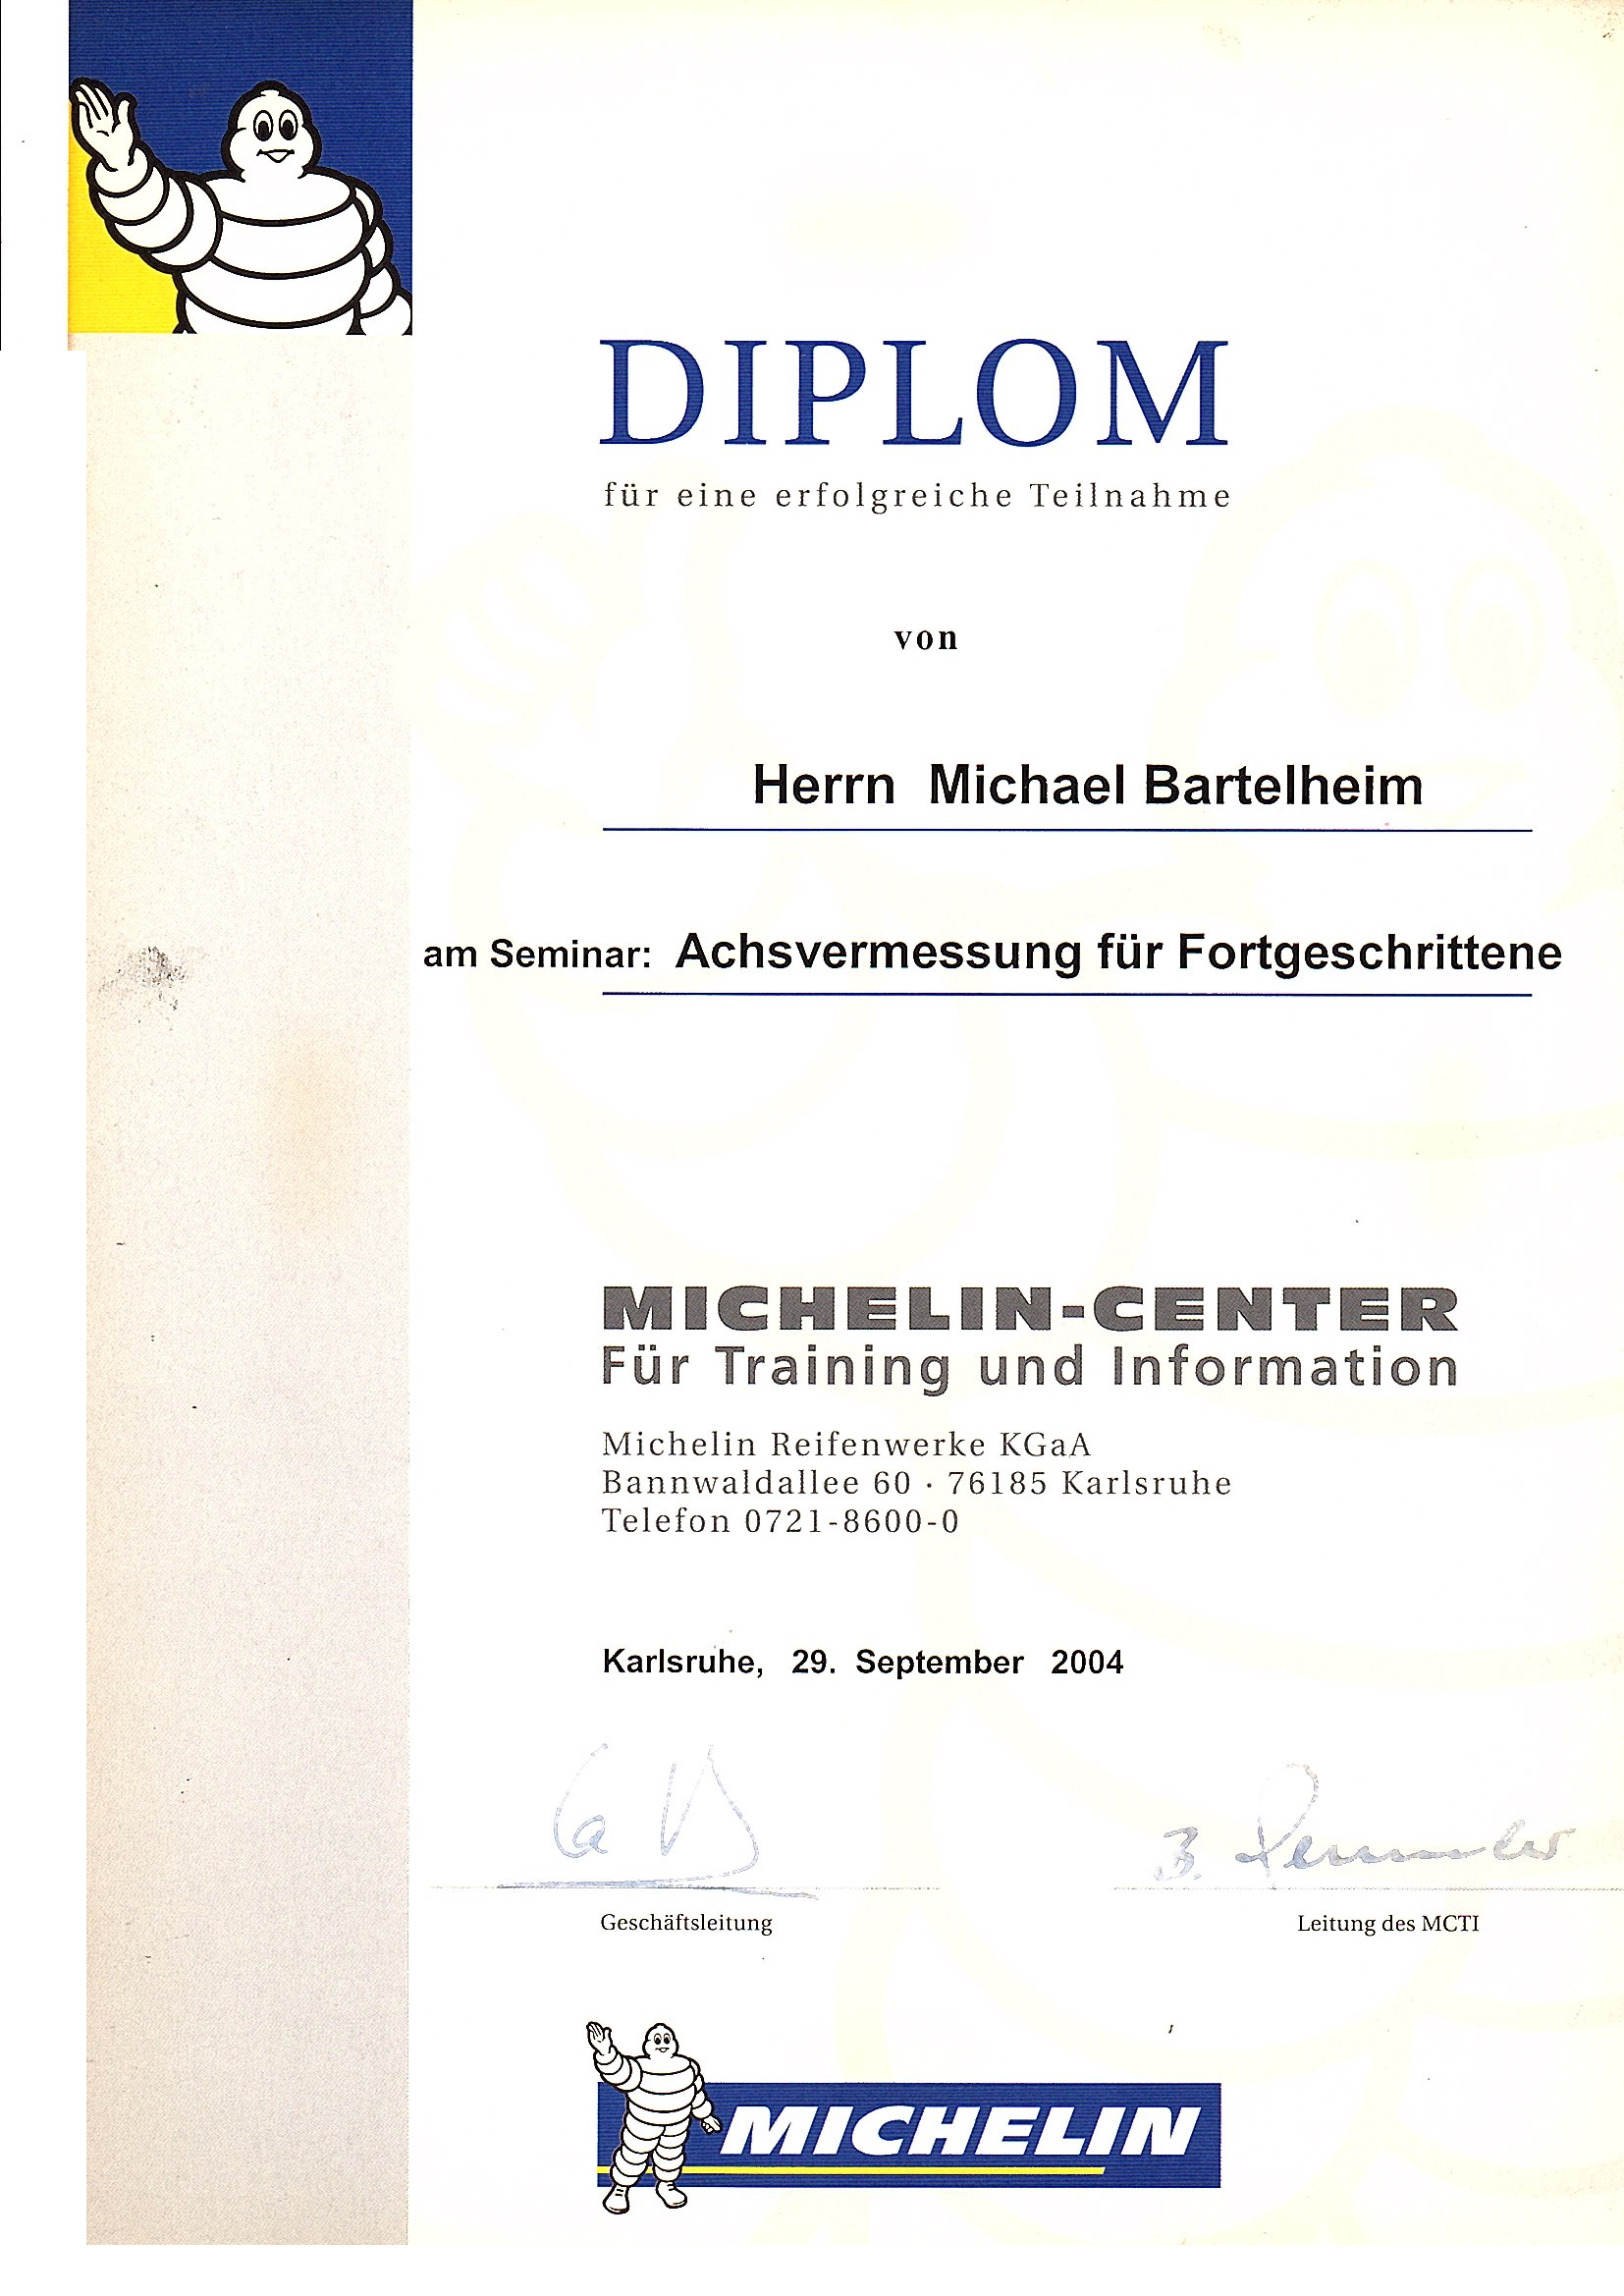 DIPLOM
für eine erfolgreiche Teilnahme
von
Herrn Michael Bartelheim
am Seminar: Achsvermessung für Fortgeschrittene
MICHELIN-CENTER
Für Training und Information
Michelin Reifenwerke KGaA
Bannwaldallee 60 · 76185 Karlsruhe
Telefon 0721-8600-0
Karlsruhe, 29. September 2004
Geschäftsleitung
Leitung des MCTI
MICHELIN